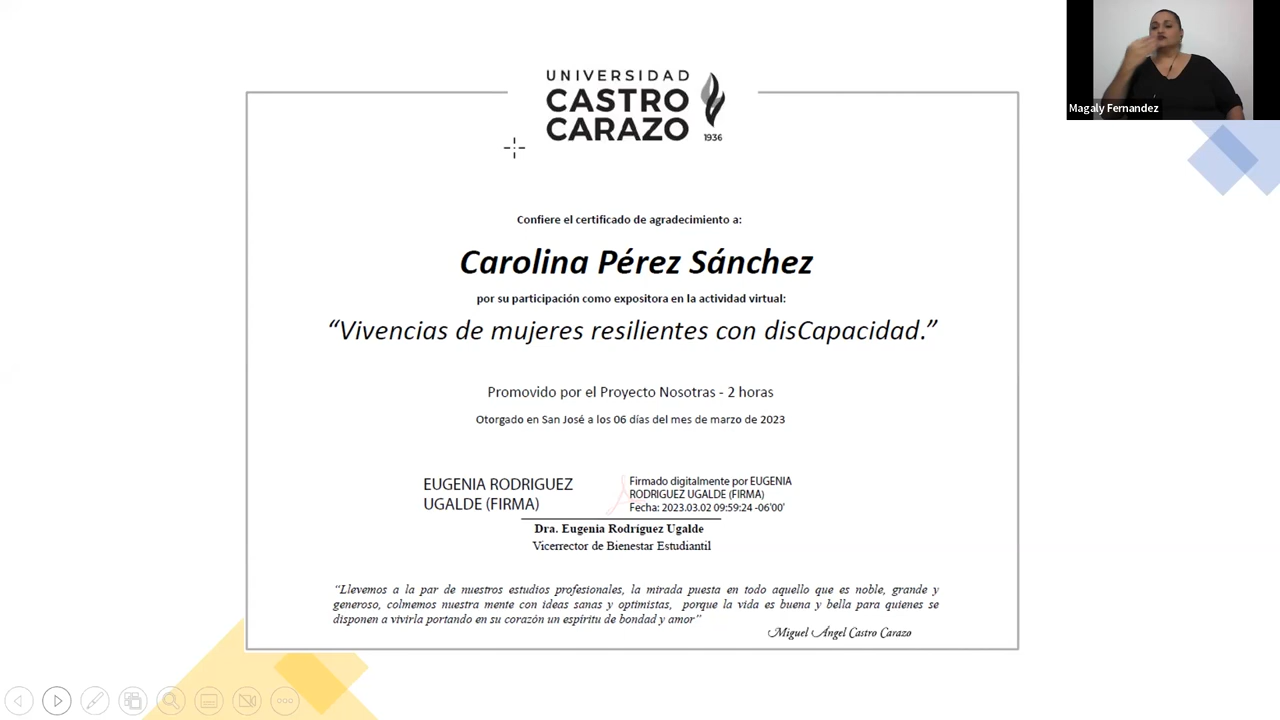 UNIVERSIDAD
CASTRO
CARAZO
1936
Magaly Fernandez
Confiere el certificado de agradecimiento a:
Carolina Pérez Sánchez
por su participación como expositora en la actividad virtual:
“Vivencias de mujeres resilientes con disCapacidad.”
Promovido por el Proyecto Nosotras - 2 horas
Otorgado en San José a los 06 días del mes de marzo de 2023
EUGENIA RODRIGUEZ
UGALDE (FIRMA)
Firmado digitalmente por EUGENIA
RODRIGUEZ UGALDE (FIRMA)
Fecha: 2023.03.02 09:59:24 -06'00'
Dra. Eugenia Rodríguez Ugalde
Vicerrector de Bienestar Estudiantil
“Llevemos a la par de nuestros estudios profesionales, la mirada puesta en todo aquello que es noble, grande y
generoso, colmemos nuestra mente con ideas sanas y optimistas, porque la vida es buena y bella para quienes se
disponen a vivirla portando en su corazón un espíritu de bondad y amor”
Miguel Ángel Castro Carazo